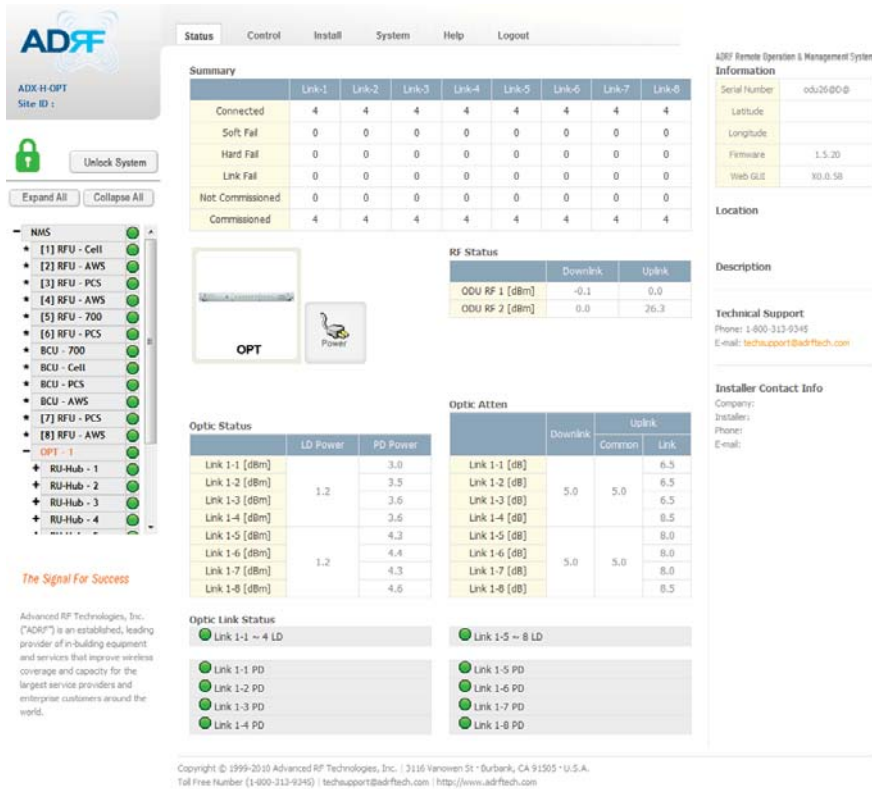 ADRF
ADX-H-OPT
Site ID :
Unlock System
Expand All Collapse All
NMS
[1] RFU - Cell
[2] RFU - AWS
[3] RFU - PCS
[4] RFU - AWS
[5] RFU - 700
[6] RFU - PCS
BCU - 700
BCU - Cell
BCU - PCS
BCU - AWS
[7] RFU - PCS
[8] RFU - AWS
OPT - 1
RU-Hub - 1
RU-Hub - 2
RU-Hub - 3
RU-Hub - 4
The Signal For Success
Advanced RF Technologies, Inc.
("ADRF") is an established, leading
provider of in-building equipment
and services that improve wireless
coverage and capacity for the
largest service providers and
enterprise customers around the
world.
Status Control Install System Help Logout
Summary
Link-1 Link-2 Link-3 Link-4 Link-5 Link-6 Link-7 Link-8
Connected 4 4 4 4 4 4 4 4
Soft Fail 0 0 0 0 0 0 0 0
Hard Fail 0 0 0 0 0 0 0 0
Link Fail 0 0 0 0 0 0 0 0
Not Commissioned 0 0 0 0 0 0 0 0
Commissioned 4 4 4 4 4 4 4 4
OPT
Power
RF Status
Downlink Uplink
ODU RF 1 [dBm] -0.1 0.0
ODU RF 2 [dBm] 0.0 26.3
Optic Status
LD Power PD Power
Link 1-1 [dBm] 3.0
Link 1-2 [dBm] 3.5
1.2
Link 1-3 [dBm] 3.6
Link 1-4 [dBm] 3.6
Link 1-5 [dBm] 4.3
Link 1-6 [dBm] 4.4
1.2
Link 1-7 [dBm] 4.3
Link 1-8 [dBm] 4.6
Optic Atten
Downlink Uplink
Common Link
Link 1-1 [dB] 6.5
Link 1-2 [dB] 6.5
5.0 5.0
Link 1-3 [dB] 6.5
Link 1-4 [dB] 8.5
Link 1-5 [dB] 8.0
Link 1-6 [dB] 8.0
5.0 5.0
Link 1-7 [dB] 8.0
Link 1-8 [dB] 8.5
Optic Link Status
Link 1-1 ~ 4 LD Link 1-5 ~ 8 LD
Link 1-1 PD Link 1-5 PD
Link 1-2 PD Link 1-6 PD
Link 1-3 PD Link 1-7 PD
Link 1-4 PD Link 1-8 PD
ADRF Remote Operation & Management System
Information
Serial Number
Latitude
Longitude
Firmware 1.5.20
Web GUI X0.0.58
Location
Description
Technical Support
Phone: 1-800-313-9345
E-mail: techsupport@adrftech.com
Installer Contact Info
Company:
Installer:
Phone:
E-mail:
Copyright © 1999-2010 Advanced RF Technologies, Inc. | 3116 Vanowen St · Burbank, CA 91505 · U.S.A.
Toll Free Number (1-800-313-9345) | techsupport@adrftech.com | http://www.adrftech.com